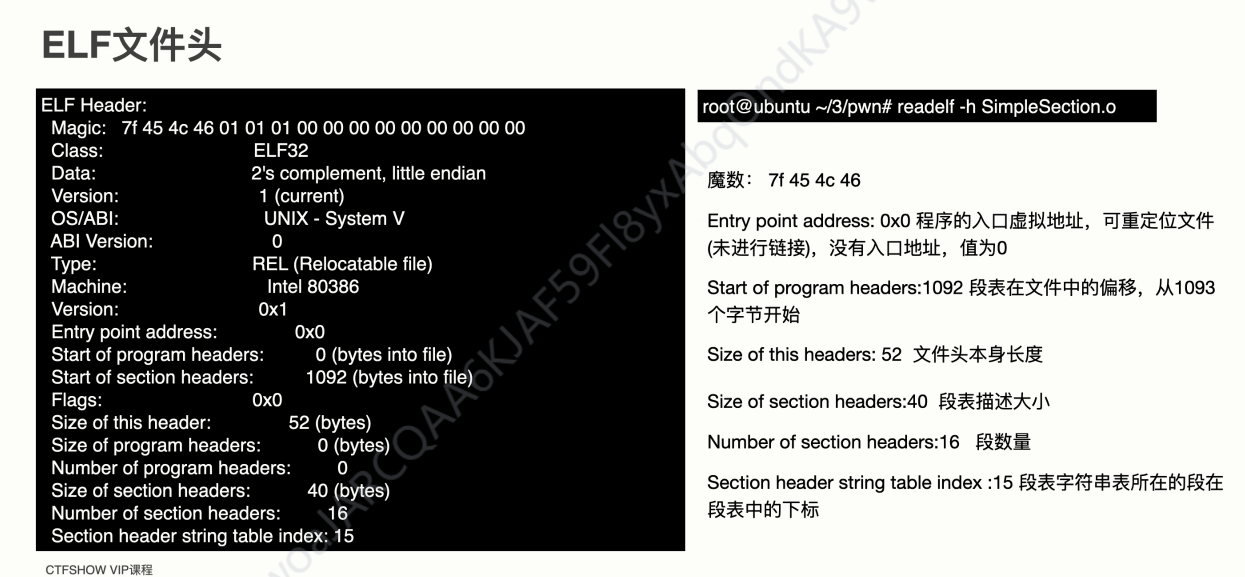 ELF文件头
ELF Header:
Magic: 7f 45 4c 46 01 01 01 00 00 00 00 00 00 00 00 00
Class: ELF32
Data: 2's complement, little endian
Version: 1 (current)
OS/ABI: UNIX - System V
ABI Version: 0
Type: REL (Relocatable file)
Machine: Intel 80386
Version: 0x1
Entry point address: 0x0
Start of program headers: 0 (bytes into file)
Start of section headers: 1092 (bytes into file)
Flags: 0x0
Size of this header: 52 (bytes)
Size of program headers: 0 (bytes)
Number of program headers: 0
Size of section headers: 40 (bytes)
Number of section headers: 16
Section header string table index: 15
root@ubuntu ~/3/pwn# readelf -h SimpleSection.o
魔数： 7f 45 4c 46
Entry point address: 0x0 程序的入口虚拟地址，可重定位文件
(未进行链接)，没有入口地址，值为0
Start of program headers:1092 段表在文件中的偏移，从1093
个字节开始
Size of this headers: 52 文件头本身长度
Size of section headers:40 段表描述大小
Number of section headers:16 段数量
Section header string table index :15 段表字符串表所在的段在
段表中的下标
CTFSHOW VIP课程